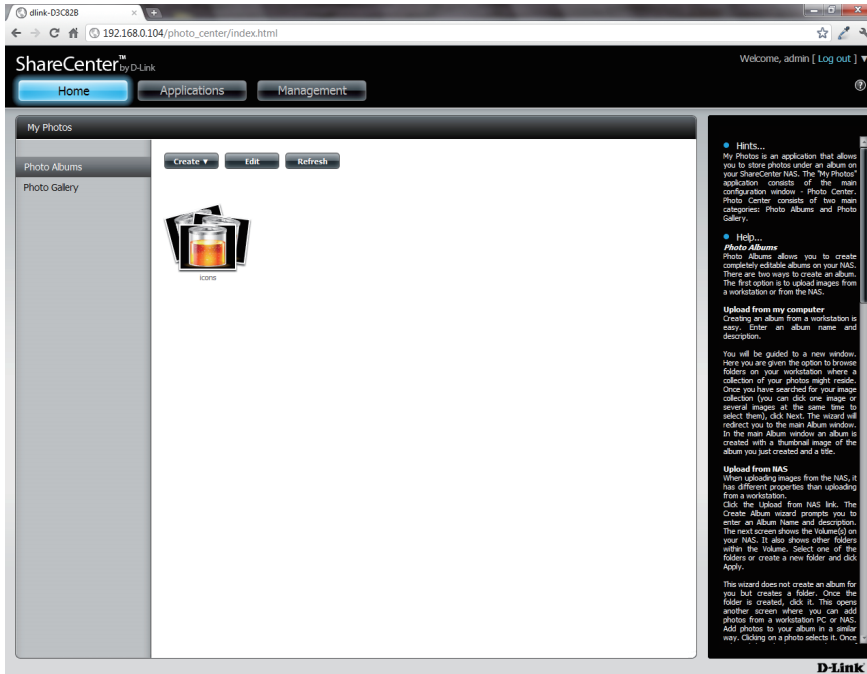 dlink-D3C82B
192.168.0.104/photo_center/index.html
ShareCenter™ by D-Link
Welcome, admin [ Log out ]
Home Applications Management
My Photos
Photo Albums
Photo Gallery
Create Edit Refresh
icons
Hints...
My Photos is an application that allows
you to store photos under an album on
your ShareCenter NAS. The "My Photos"
application consists of the main
configuration window - Photo Center.
Photo Center consists of two main
categories: Photo Albums and Photo
Gallery.
Help...
Photo Albums
Photo Albums allows you to create
completely editable albums on your NAS.
There are two ways to create an album.
The first option is to upload images from
a workstation or from the NAS.
Upload from my computer
Creating an album from a workstation is
easy. Enter an album name and
description.
You will be guided to a new window.
Here you are given the option to browse
folders on your workstation where a
collection of your photos might reside.
Once you have searched for your image
collection (you can click one image or
several images at the same time to
select them), click Next. The wizard will
redirect you to the main Album window.
In the main Album window an album is
created with a thumbnail image of the
album you just created and a title.
Upload from NAS
When uploading images from the NAS, it
has different properties than uploading
from a workstation.
Click the Upload from NAS link. The
Create Album wizard prompts you to
enter an Album Name and description.
The next screen shows the Volume(s) on
your NAS. It also shows other folders
within the Volume. Select one of the
folders or create a new folder and click
Apply.
This wizard does not create an album for
you but creates a folder. Once the
folder is created, click it. This opens
another screen where you can add
photos from a workstation PC or NAS.
Add photos to your album in a similar
way. Clicking on a photo selects it. Once
D-Link